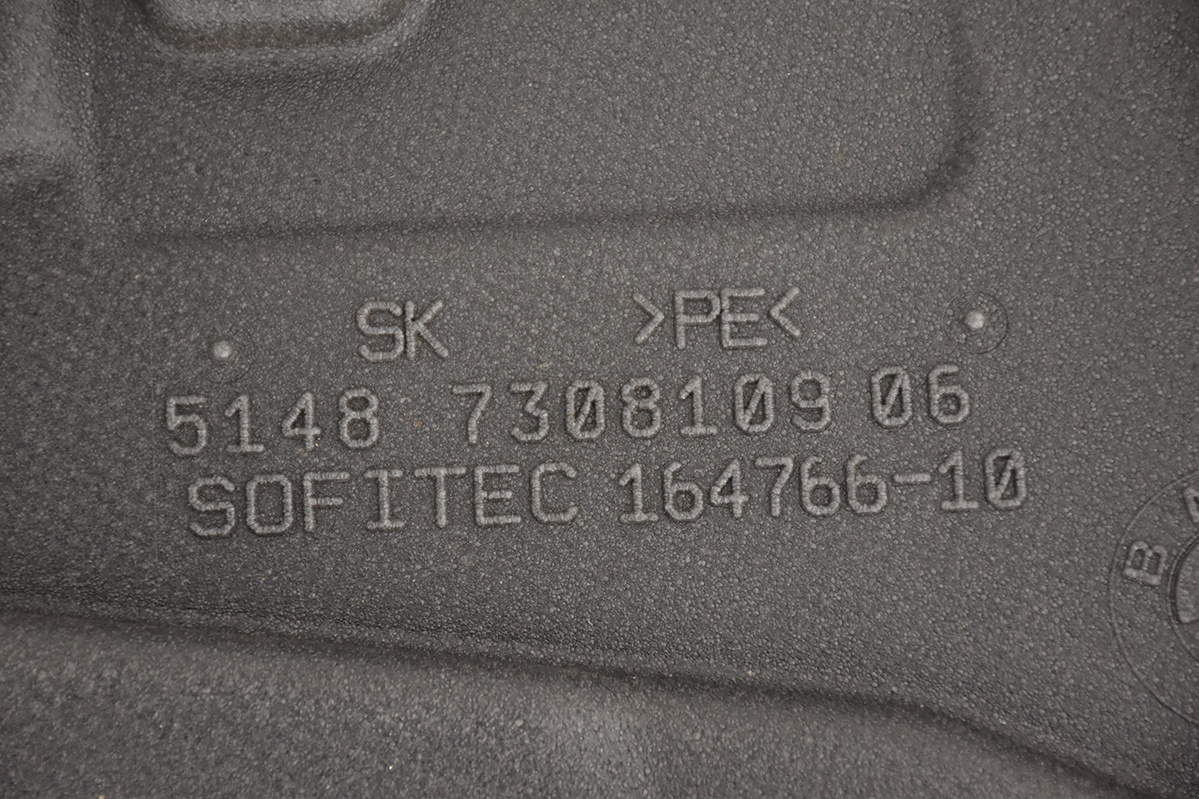 SK >PE<
5148 7308109 06
SOFITEC 164766-10
B